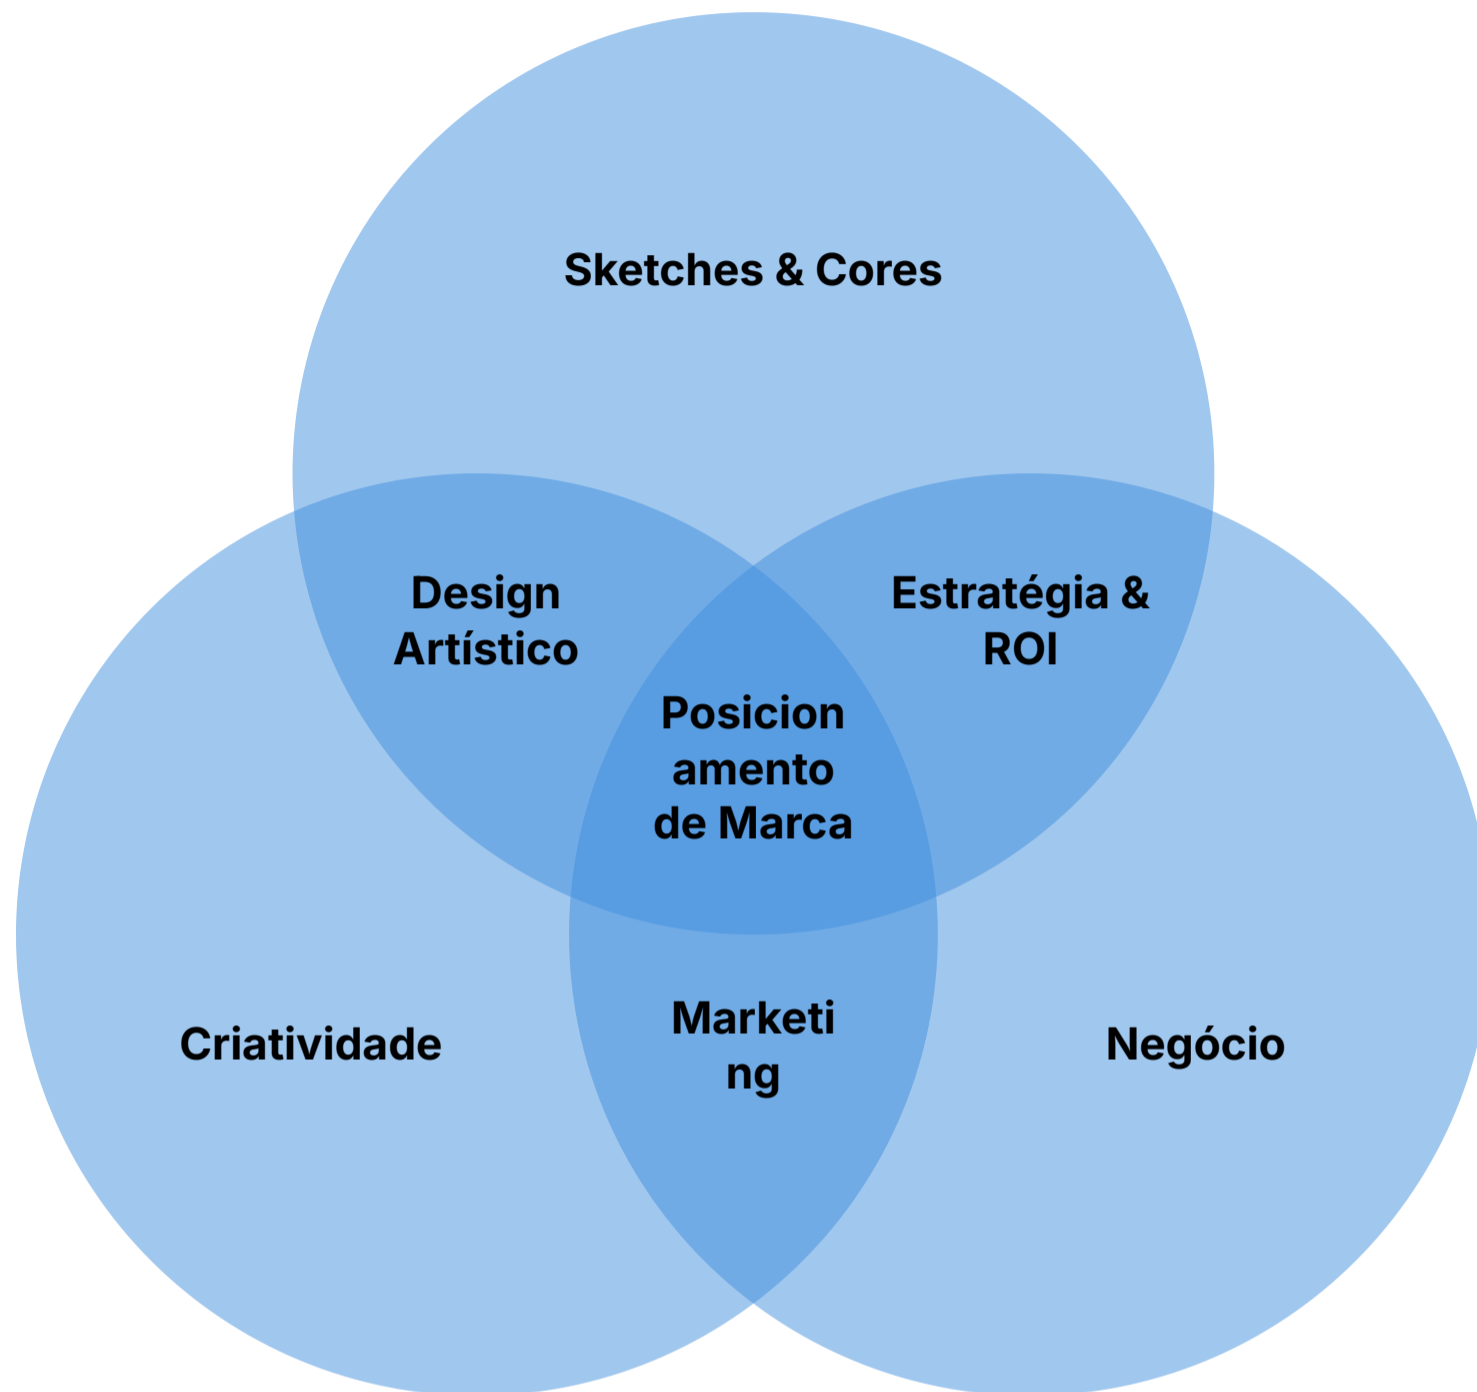 Sketches & Cores
Design
Artístico
Estratégia &
ROI
Posicion
amento
de Marca
Criatividade
Marketi
ng
Negócio